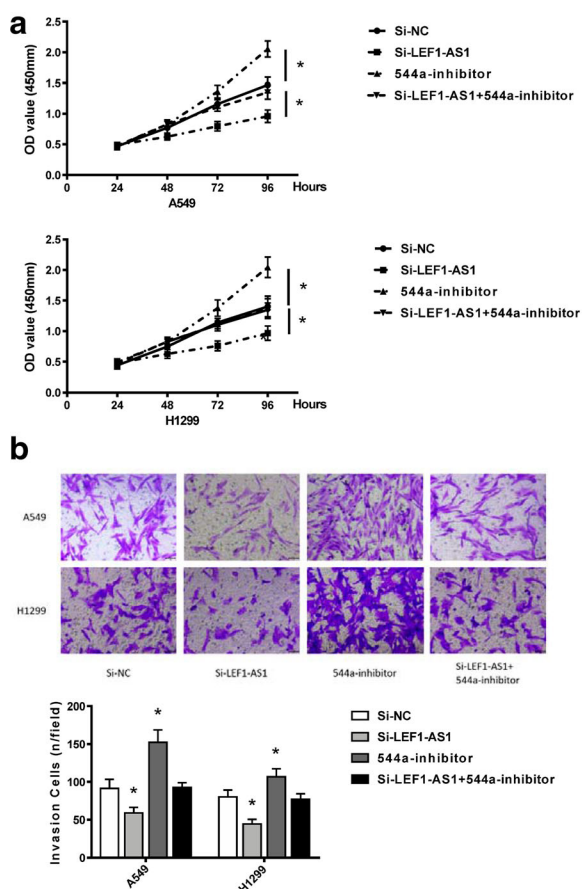 a
2.5
2.0
1.5
1.0
0.5
0.0
OD value (450mm)
0 24 48 72 96 Hours
A549
*
*
Si-NC
Si-LEF1-AS1
544a-inhibitor
Si-LEF1-AS1+544a-inhibitor
2.5
2.0
1.5
1.0
0.5
0.0
OD value (450mm)
0 24 48 72 96 Hours
H1299
*
*
Si-NC
Si-LEF1-AS1
544a-inhibitor
Si-LEF1-AS1+544a-inhibitor
b
A549
H1299
Si-NC Si-LEF1-AS1 544a-inhibitor Si-LEF1-AS1+
544a-inhibitor
200
150
100
50
0
Invasion Cells (n/field)
* * * *
A549 H1299
Si-NC
Si-LEF1-AS1
544a-inhibitor
Si-LEF1-AS1+544a-inhibitor